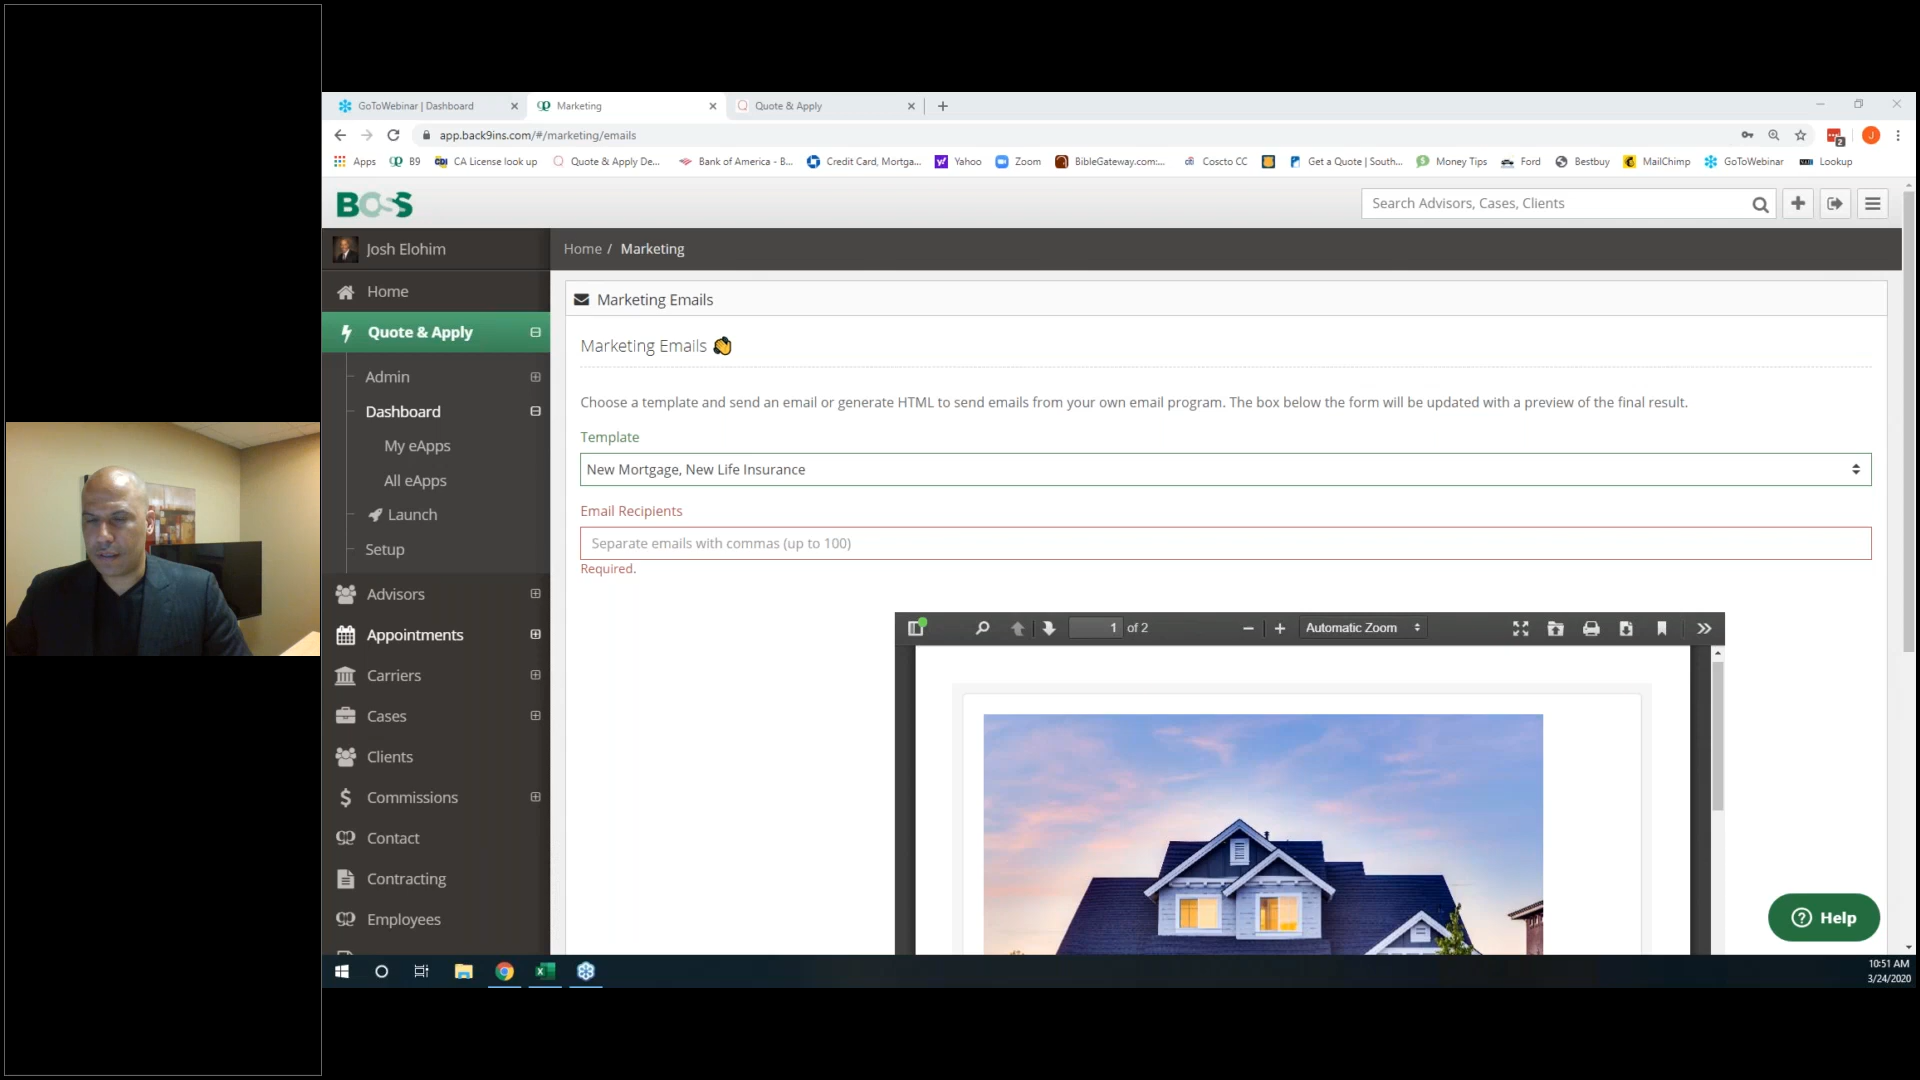 GoToWebinar | Dashboard
Marketing
Quote & Apply
app.back9ins.com/#/marketing/emails
Apps
B9
CA License look up
Quote & Apply De...
Bank of America - B...
Credit Card, Mortga...
Yahoo
Zoom
BibleGateway.com:...
Coscto CC
Get a Quote | South...
Money Tips
Ford
Bestbuy
MailChimp
GoToWebinar
Lookup
BOSS
Search Advisors, Cases, Clients
Josh Elohim
Home / Marketing
Home
Quote & Apply
Admin
Dashboard
My eApps
All eApps
Launch
Setup
Advisors
Appointments
Carriers
Cases
Clients
Commissions
Contact
Contracting
Employees
Marketing Emails
Marketing Emails
Choose a template and send an email or generate HTML to send emails from your own email program. The box below the form will be updated with a preview of the final result.
Template
New Mortgage, New Life Insurance
Email Recipients
Separate emails with commas (up to 100)
Required.
1 of 2
Automatic Zoom
Help
10:51 AM
3/24/2020